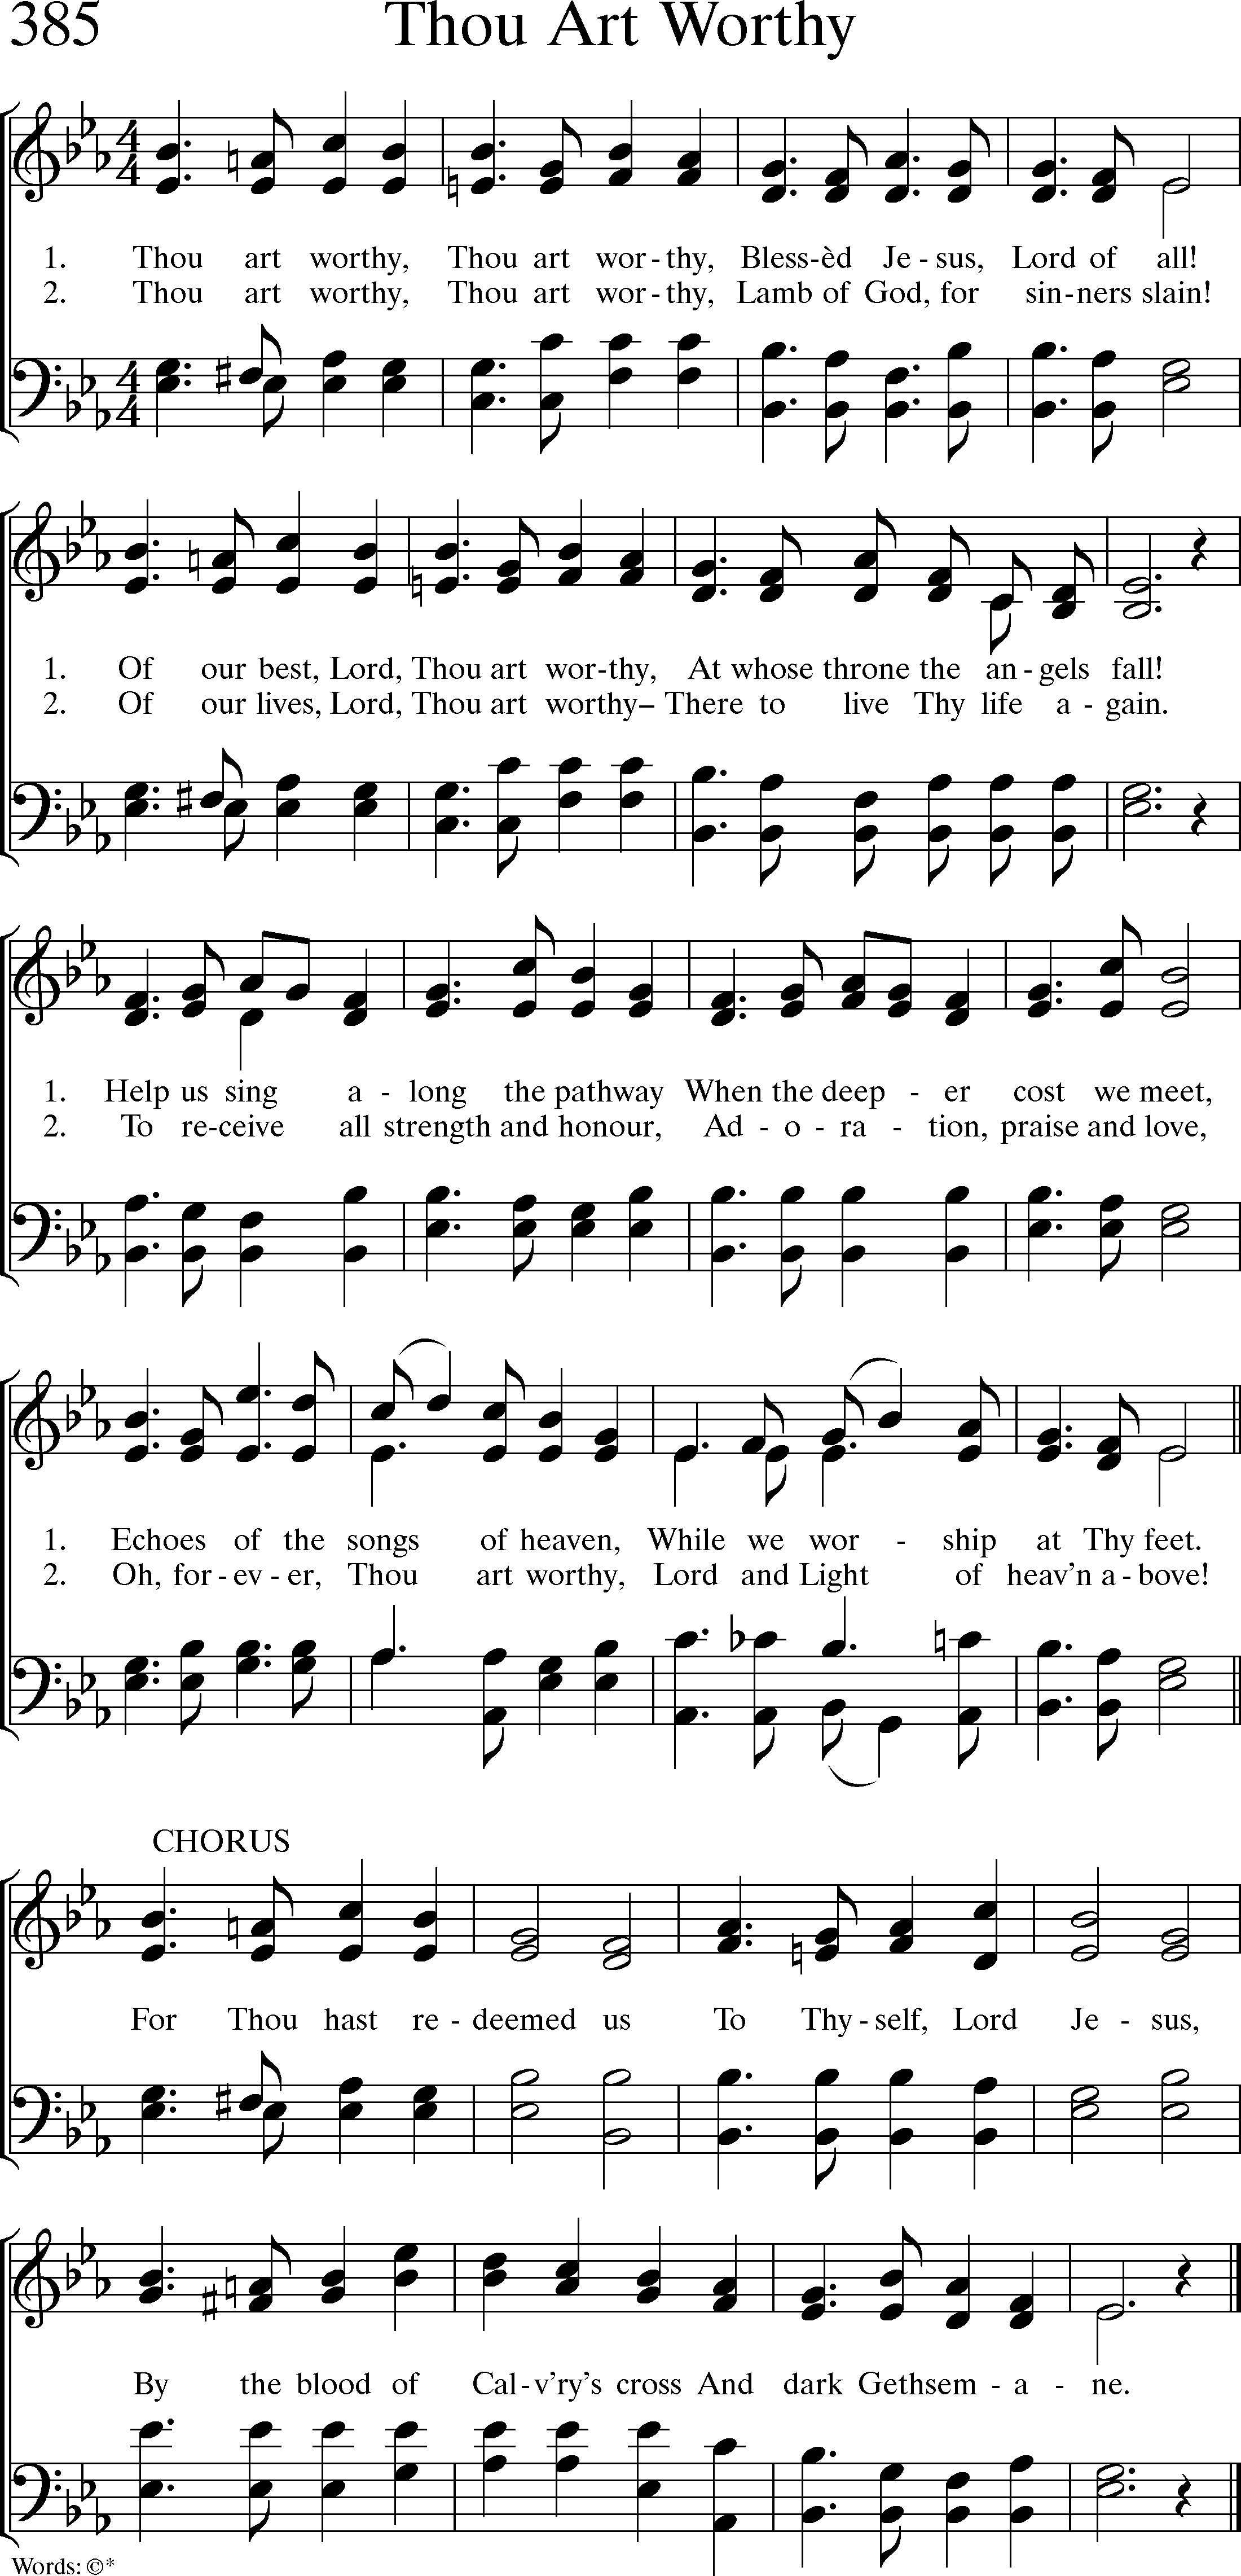 385 Thou Art Worthy
1. Thou art worthy, Thou art wor - thy, Bless - èd Je - sus, Lord of all!
2. Thou art worthy, Thou art wor - thy, Lamb of God, for sin - ners slain!
1. Of our best, Lord, Thou art wor - thy, At whose throne the an - gels fall!
2. Of our lives, Lord, Thou art worthy– There to live Thy life a - gain.
1. Help us sing a - long the pathway When the deep - er cost we meet,
2. To re - ceive all strength and honour, Ad - o - ra - tion, praise and love,
1. Echoes of the songs of heaven, While we wor - ship at Thy feet.
2. Oh, for - ev - er, Thou art worthy, Lord and Light of heav'n a - bove!
CHORUS
For Thou hast re - deemed us To Thy - self, Lord Je - sus,
By the blood of Cal - v'ry's cross And dark Gethsem - a - ne.
Words: ©*